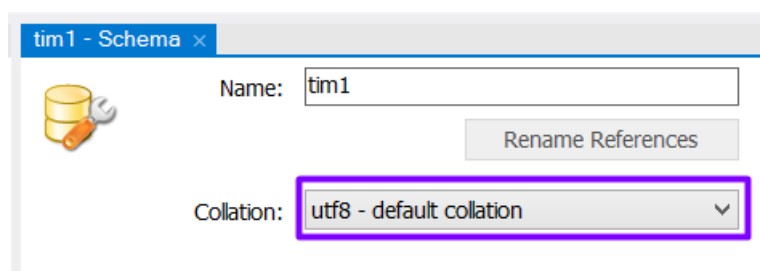 tim1 - Schema ×
Name: tim1
Rename References
Collation: utf8 - default collation